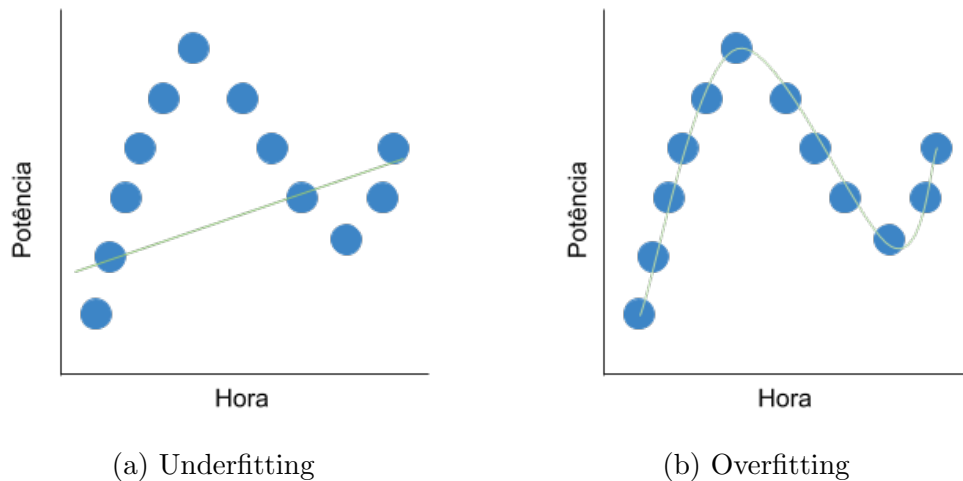 Potência
Hora
(a) Underfitting
Potência
Hora
(b) Overfitting